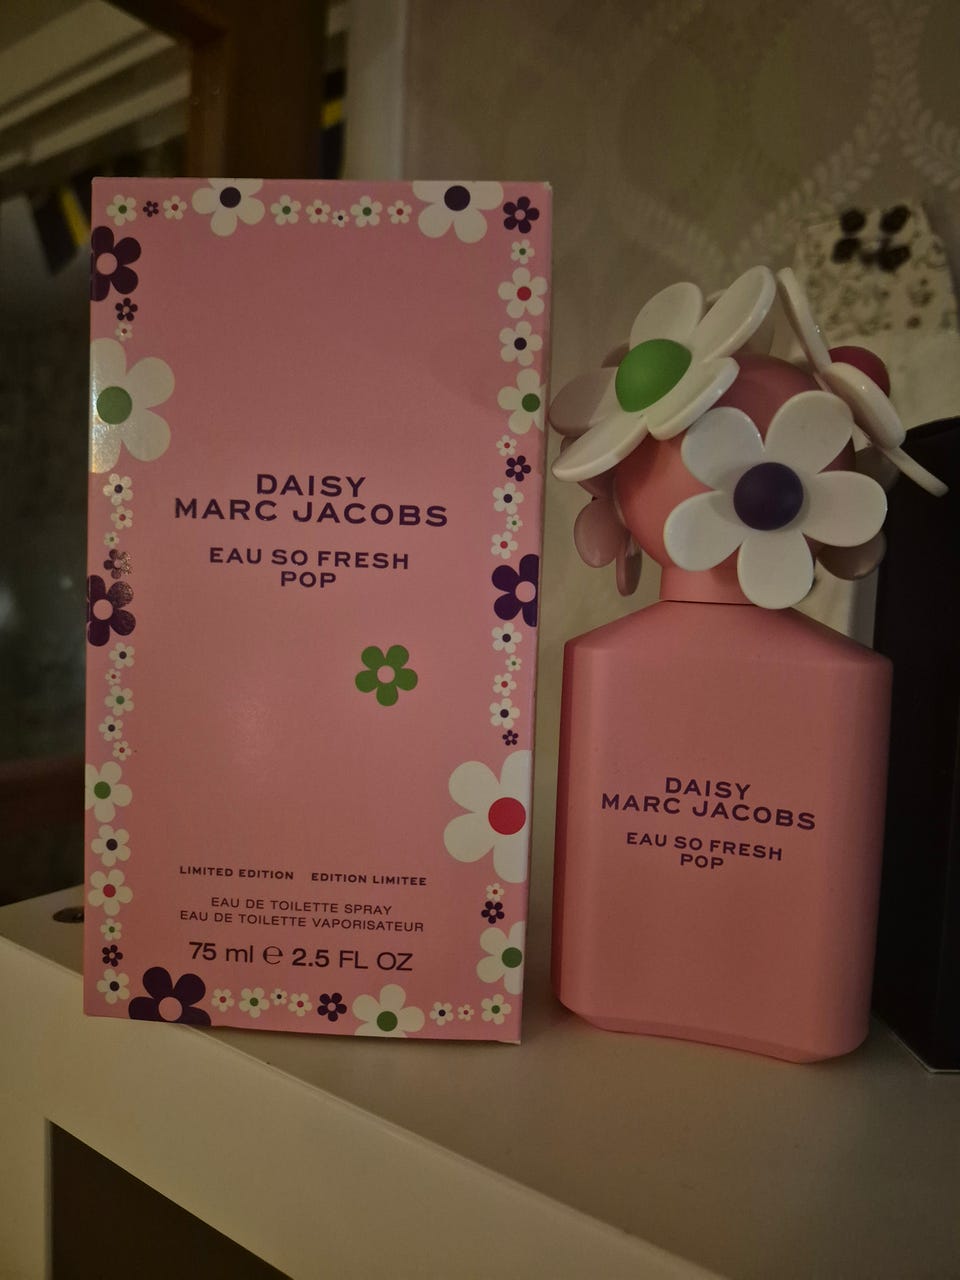 DAISY
MARC JACOBS
EAU SO FRESH
POP
LIMITED EDITION EDITION LIMITEE
EAU DE TOILETTE SPRAY
EAU DE TOILETTE VAPORISATEUR
75 ml ℮ 2.5 FL OZ
DAISY
MARC JACOBS
EAU SO FRESH
POP